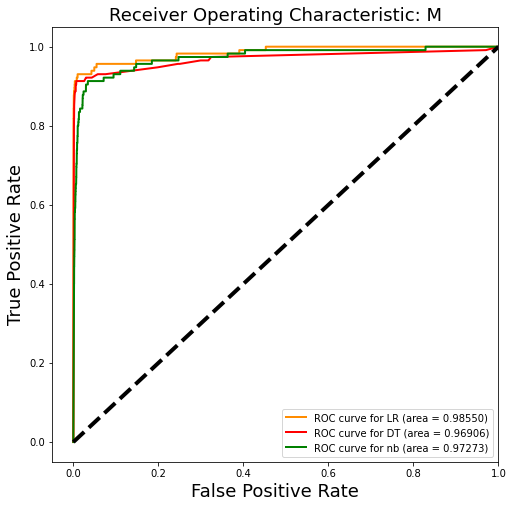 Receiver Operating Characteristic: M
True Positive Rate
1.0
0.8
0.6
0.4
0.2
0.0
ROC curve for LR (area = 0.98550)
ROC curve for DT (area = 0.96906)
ROC curve for nb (area = 0.97273)
0.0 0.2 0.4 0.6 0.8 1.0
False Positive Rate